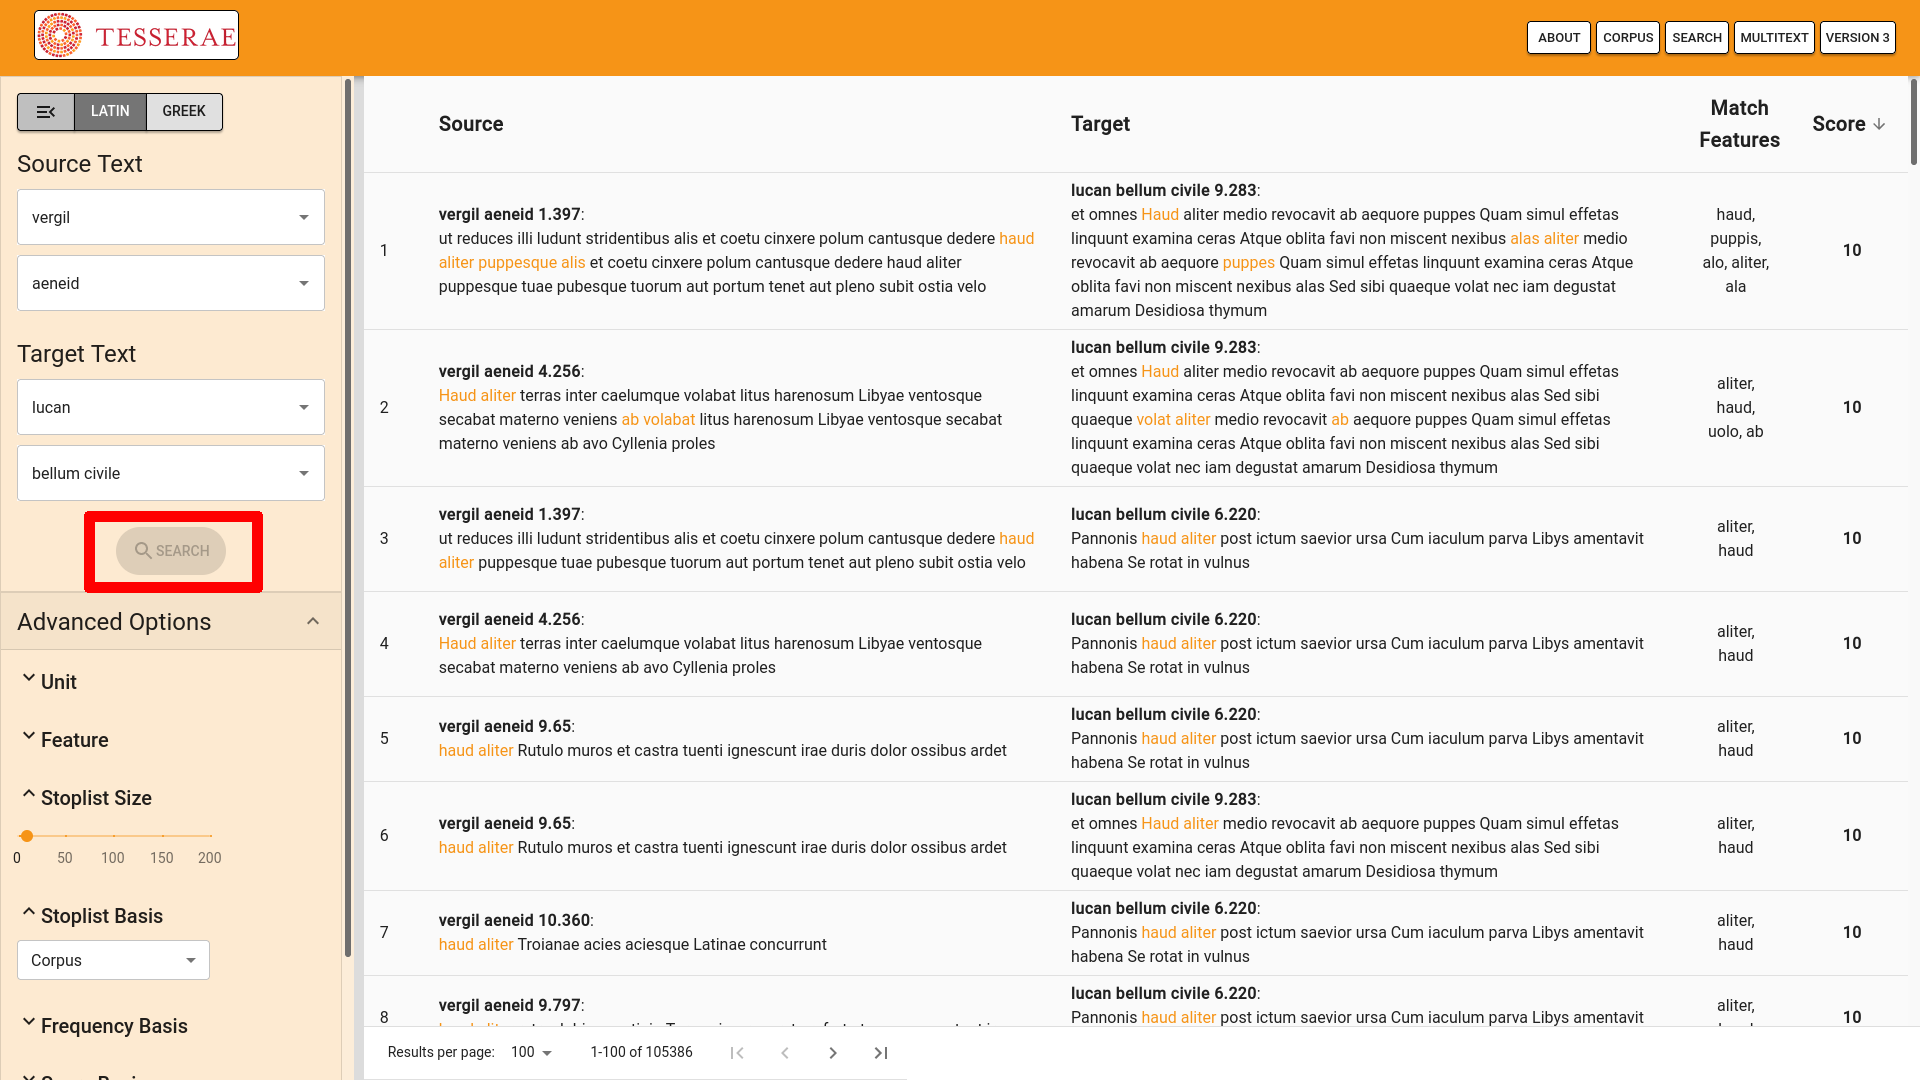 TESSERAE
ABOUT
CORPUS
SEARCH
MULTITEXT
VERSION 3
LATIN
GREEK
Source Text
vergil
aeneid
Target Text
lucan
bellum civile
SEARCH
Advanced Options
Unit
Feature
Stoplist Size
0 50 100 150 200
Stoplist Basis
Corpus
Frequency Basis
Source
Target
Match
Features
Score
1
vergil aeneid 1.397:
ut reduces illi ludunt stridentibus alis et coetu cinxere polum cantusque dedere haud
aliter puppesque alis et coetu cinxere polum cantusque dedere haud aliter
puppesque tuae pubesque tuorum aut portum tenet aut pleno subit ostia velo
lucan bellum civile 9.283:
et omnes Haud aliter medio revocavit ab aequore puppes Quam simul effetas
linquunt examina ceras Atque oblita favi non miscent nexibus alas aliter medio
revocavit ab aequore puppes Quam simul effetas linquunt examina ceras Atque
oblita favi non miscent nexibus alas Sed sibi quaeque volat nec iam degustat
amarum Desidiosa thymum
haud,
puppis,
alo, aliter,
ala
10
2
vergil aeneid 4.256:
Haud aliter terras inter caelumque volabat litus harenosum Libyae ventosque
secabat materno veniens ab volabat litus harenosum Libyae ventosque secabat
materno veniens ab avo Cyllenia proles
lucan bellum civile 9.283:
et omnes Haud aliter medio revocavit ab aequore puppes Quam simul effetas
linquunt examina ceras Atque oblita favi non miscent nexibus alas Sed sibi
quaeque volat aliter medio revocavit ab aequore puppes Quam simul effetas
linquunt examina ceras Atque oblita favi non miscent nexibus alas Sed sibi
quaeque volat nec iam degustat amarum Desidiosa thymum
aliter,
haud,
uolo, ab
10
3
vergil aeneid 1.397:
ut reduces illi ludunt stridentibus alis et coetu cinxere polum cantusque dedere haud
aliter puppesque tuae pubesque tuorum aut portum tenet aut pleno subit ostia velo
lucan bellum civile 6.220:
Pannonis haud aliter post ictum saevior ursa Cum iaculum parva Libys amentavit
habena Se rotat in vulnus
aliter,
haud
10
4
vergil aeneid 4.256:
Haud aliter terras inter caelumque volabat litus harenosum Libyae ventosque
secabat materno veniens ab avo Cyllenia proles
lucan bellum civile 6.220:
Pannonis haud aliter post ictum saevior ursa Cum iaculum parva Libys amentavit
habena Se rotat in vulnus
aliter,
haud
10
5
vergil aeneid 9.65:
haud aliter Rutulo muros et castra tuenti ignescunt irae duris dolor ossibus ardet
lucan bellum civile 6.220:
Pannonis haud aliter post ictum saevior ursa Cum iaculum parva Libys amentavit
habena Se rotat in vulnus
aliter,
haud
10
6
vergil aeneid 9.65:
haud aliter Rutulo muros et castra tuenti ignescunt irae duris dolor ossibus ardet
lucan bellum civile 9.283:
et omnes Haud aliter medio revocavit ab aequore puppes Quam simul effetas
linquunt examina ceras Atque oblita favi non miscent nexibus alas Sed sibi
quaeque volat nec iam degustat amarum Desidiosa thymum
aliter,
haud
10
7
vergil aeneid 10.360:
haud aliter Troianae acies aciesque Latinae concurrunt
lucan bellum civile 6.220:
Pannonis haud aliter post ictum saevior ursa Cum iaculum parva Libys amentavit
habena Se rotat in vulnus
aliter,
haud
10
8
vergil aeneid 9.797:
lucan bellum civile 6.220:
Pannonis haud aliter post ictum saevior ursa Cum iaculum parva Libys amentavit
aliter,
10
Results per page: 100 1-100 of 105386